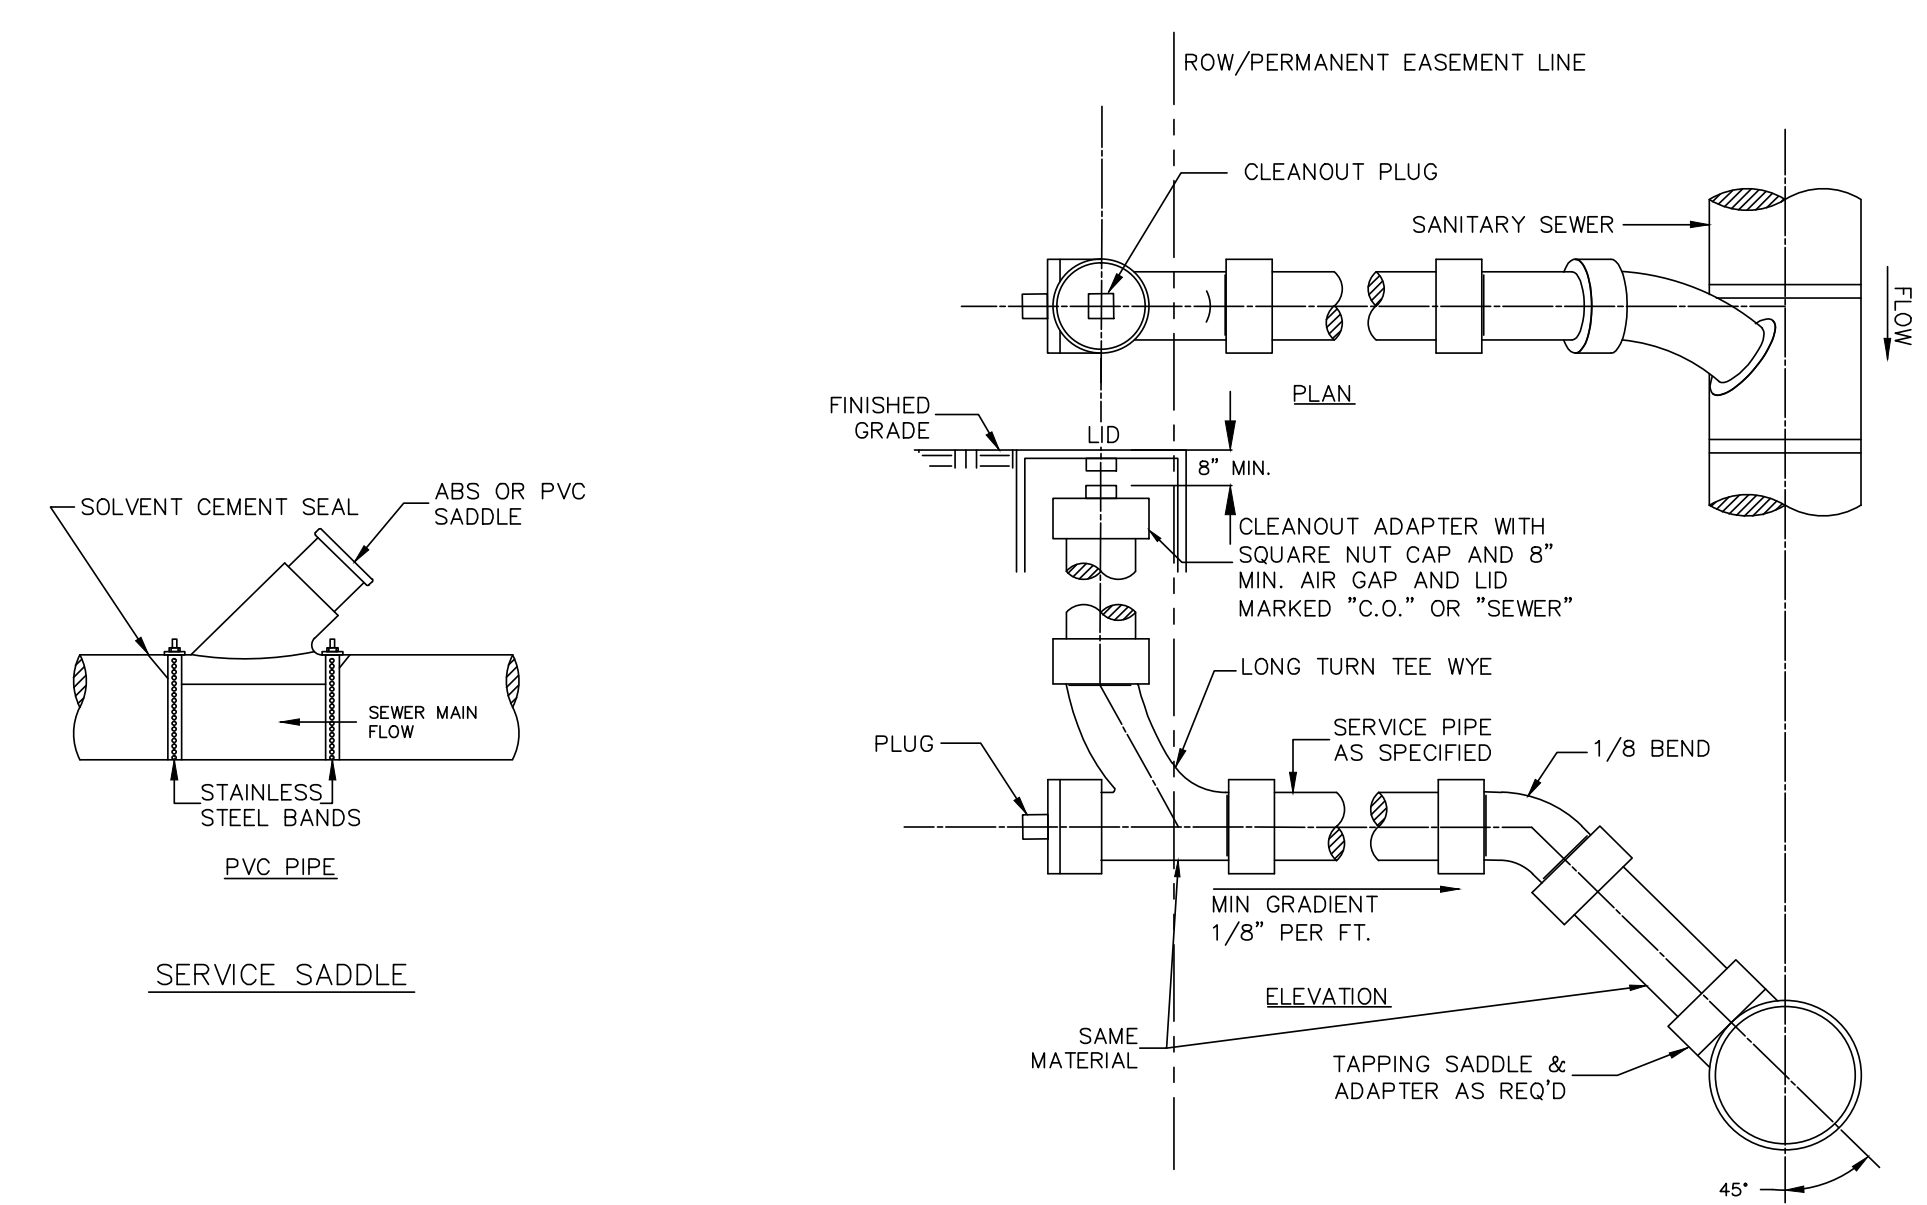 ROW/PERMANENT EASEMENT LINE
CLEANOUT PLUG
SANITARY SEWER
FLOW
PLAN
FINISHED
GRADE
LID
8" MIN.
CLEANOUT ADAPTER WITH
SQUARE NUT CAP AND 8"
MIN. AIR GAP AND LID
MARKED "C.O." OR "SEWER"
LONG TURN TEE WYE
PLUG
SERVICE PIPE
AS SPECIFIED
1/8 BEND
MIN GRADIENT
1/8" PER FT.
ELEVATION
SAME
MATERIAL
TAPPING SADDLE &
ADAPTER AS REQ'D
45°
SOLVENT CEMENT SEAL
ABS OR PVC
SADDLE
SEWER MAIN
FLOW
STAINLESS
STEEL BANDS
PVC PIPE
SERVICE SADDLE